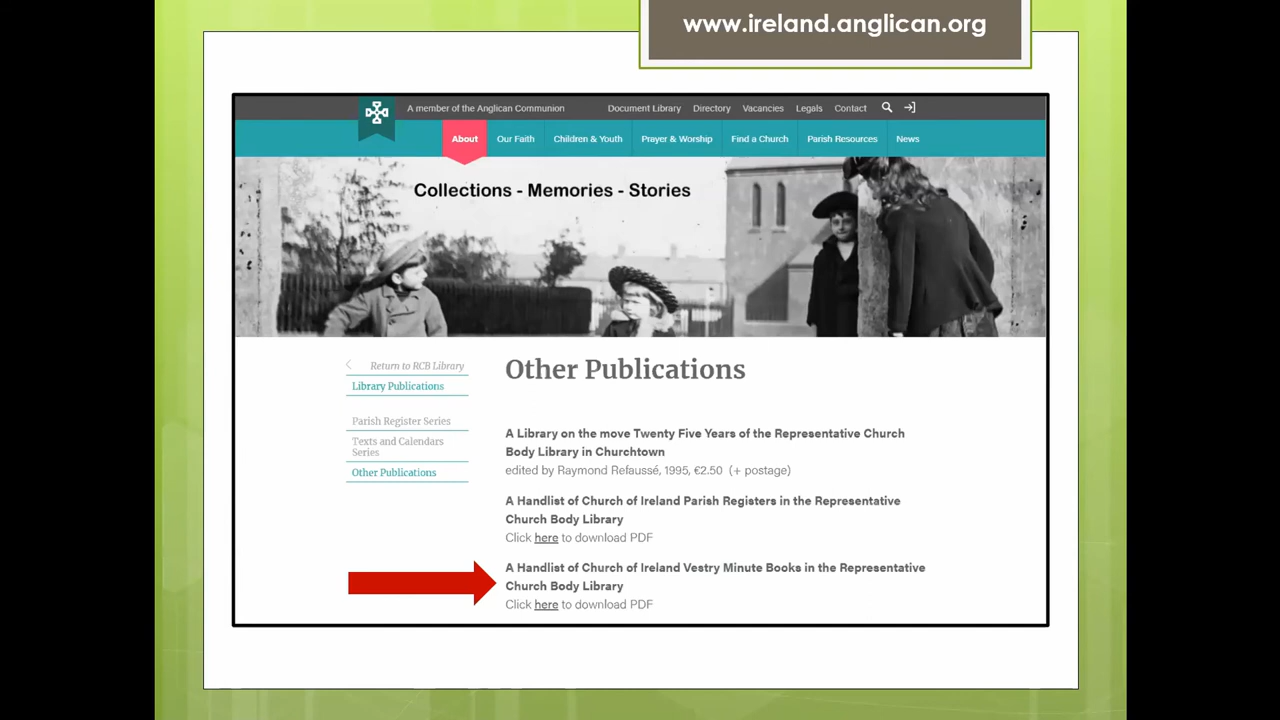 www.ireland.anglican.org
A member of the Anglican Communion Document Library Directory Vacancies Legals Contact
About Our Faith Children & Youth Prayer & Worship Find a Church Parish Resources News
Collections - Memories - Stories
Return to RCB Library
Library Publications
Parish Register Series
Texts and Calendars
Series
Other Publications
Other Publications
A Library on the move Twenty Five Years of the Representative Church
Body Library in Churchtown
edited by Raymond Refaussé, 1995, €2.50 (+ postage)
A Handlist of Church of Ireland Parish Registers in the Representative
Church Body Library
Click here to download PDF
A Handlist of Church of Ireland Vestry Minute Books in the Representative
Church Body Library
Click here to download PDF